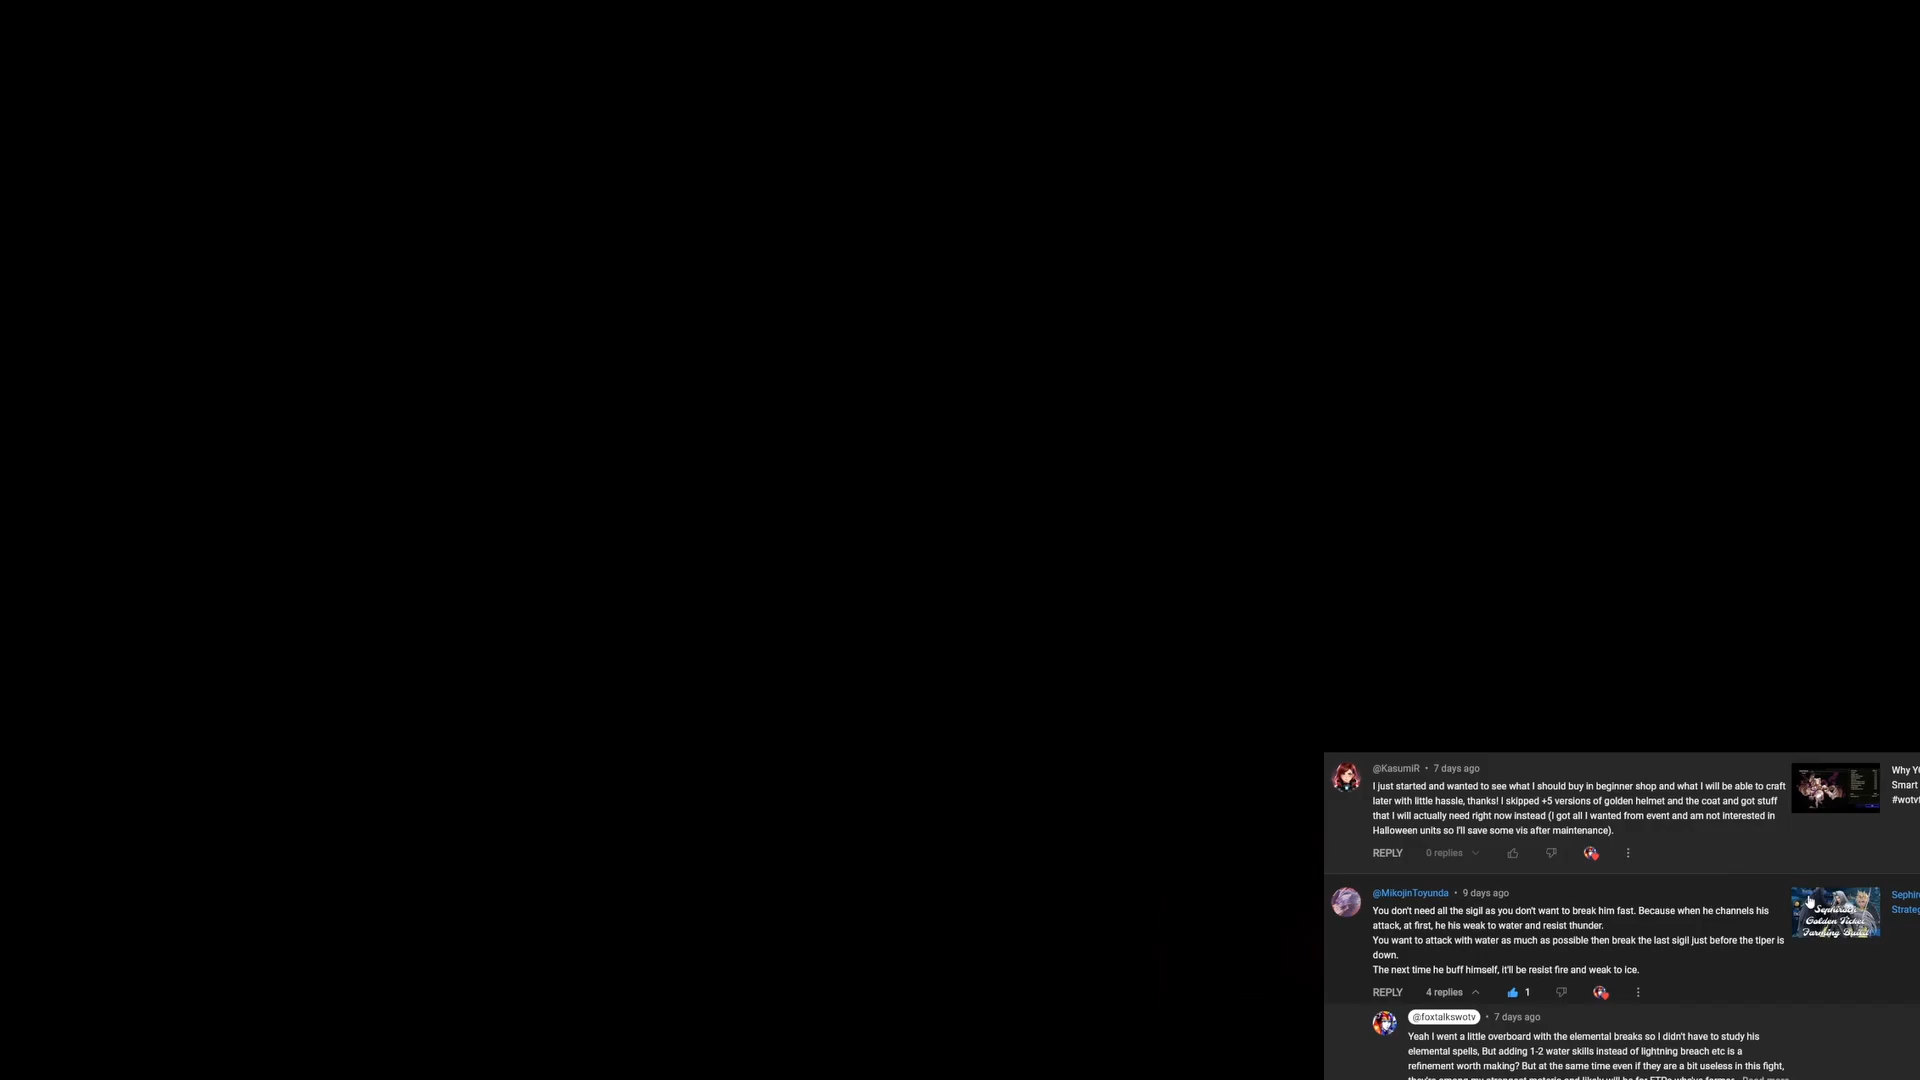 @KasumiR • 7 days ago
I just started and wanted to see what I should buy in beginner shop and what I will be able to craft
later with little hassle, thanks! I skipped +5 versions of golden helmet and the coat and got stuff
that I will actually need right now instead (I got all I wanted from event and am not interested in
Halloween units so I'll save some vis after maintenance).
REPLY 0 replies
Why Y
Smart
#wotvf
@MikojinToyunda • 9 days ago
You don't need all the sigil as you don't want to break him fast. Because when he channels his
attack, at first, he his weak to water and resist thunder.
You want to attack with water as much as possible then break the last sigil just before the tiper is
down.
The next time he buff himself, it'll be resist fire and weak to ice.
REPLY 4 replies 1
Sephiroth
Golden Ticket
Farming Build
Sephir
Strateg
@foxtalkswotv • 7 days ago
Yeah I went a little overboard with the elemental breaks so I didn't have to study his
elemental spells, But adding 1-2 water skills instead of lightning breach etc is a
refinement worth making? But at the same time even if they are a bit useless in this fight,